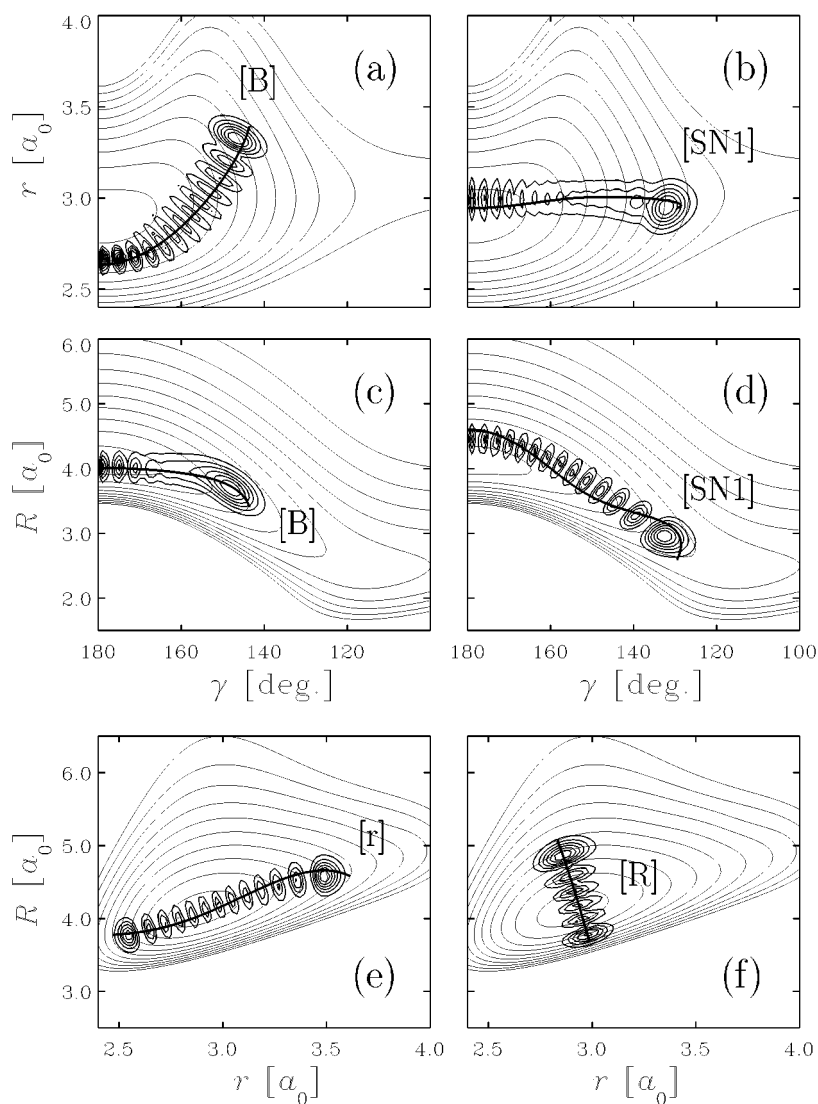 4.0
3.5
3.0
2.5
r [a0]
(a)
[B]
(b)
[SN1]
6.0
5.0
4.0
3.0
2.0
R [a0]
(c)
[B]
(d)
[SN1]
180 160 140 120
γ [deg.]
180 160 140 120 100
γ [deg.]
6.0
5.0
4.0
3.0
R [a0]
[r]
(e)
[R]
(f)
2.5 3.0 3.5 4.0
r [a0]
2.5 3.0 3.5 4.0
r [a0]